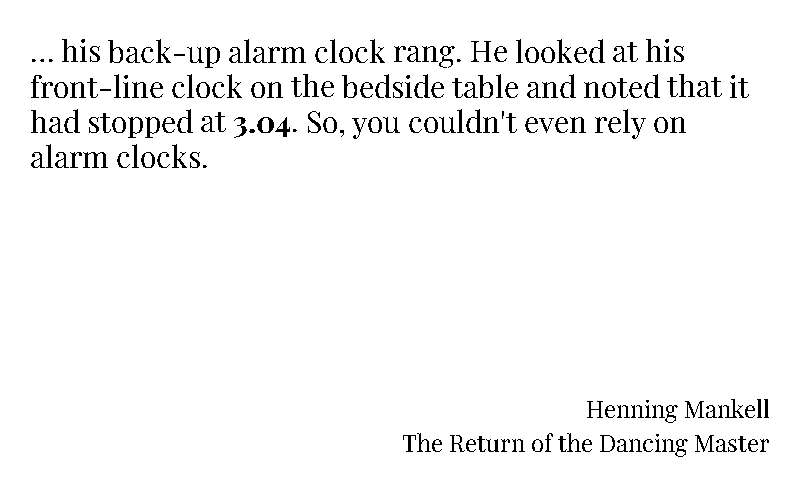 ... his back-up alarm clock rang. He looked at his
front-line clock on the bedside table and noted that it
had stopped at 3.04. So, you couldn't even rely on
alarm clocks.
Henning Mankell
The Return of the Dancing Master